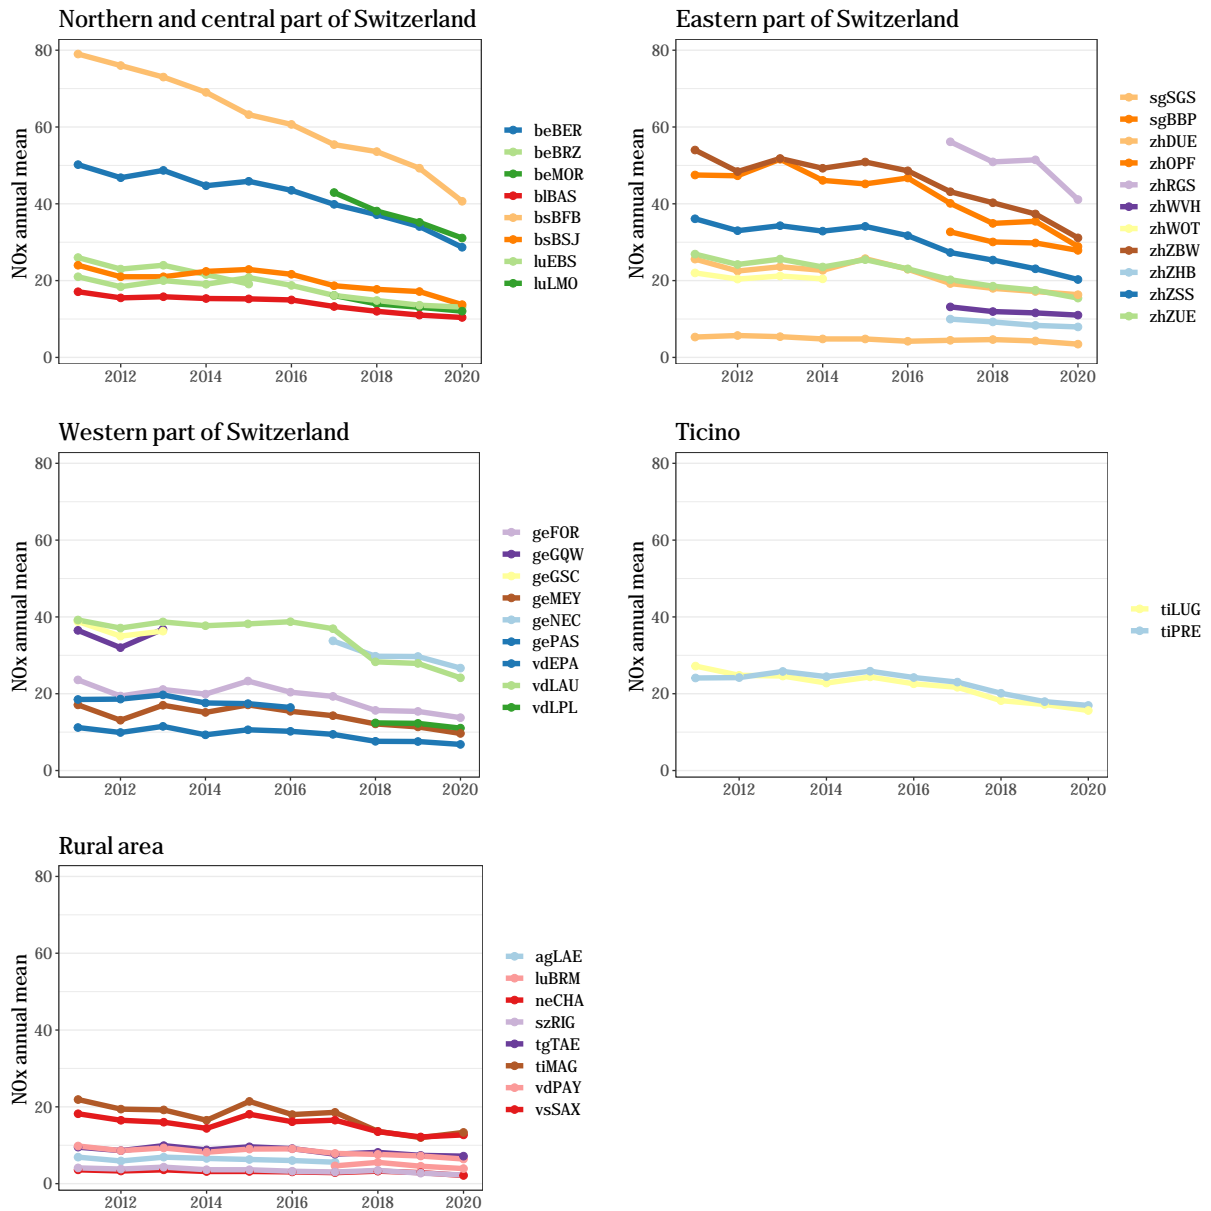 Northern and central part of Switzerland
NOx annual mean
80
60
40
20
0
2012 2014 2016 2018 2020
beBER
beBRZ
beMOR
blBAS
bsBFB
bsBSJ
luEBS
luLMO
Eastern part of Switzerland
NOx annual mean
80
60
40
20
0
2012 2014 2016 2018 2020
sgSGS
sgBBP
zhDUE
zhOPF
zhRGS
zhWVH
zhWOT
zhZBW
zhZHB
zhZSS
zhZUE
Western part of Switzerland
NOx annual mean
80
60
40
20
0
2012 2014 2016 2018 2020
geFOR
geGQW
geGSC
geMEY
geNEC
gePAS
vdEPA
vdLAU
vdLPL
Ticino
NOx annual mean
80
60
40
20
0
2012 2014 2016 2018 2020
tiLUG
tiPRE
Rural area
NOx annual mean
80
60
40
20
0
2012 2014 2016 2018 2020
agLAE
luBRM
neCHA
szRIG
tgTAE
tiMAG
vdPAY
vsSAX